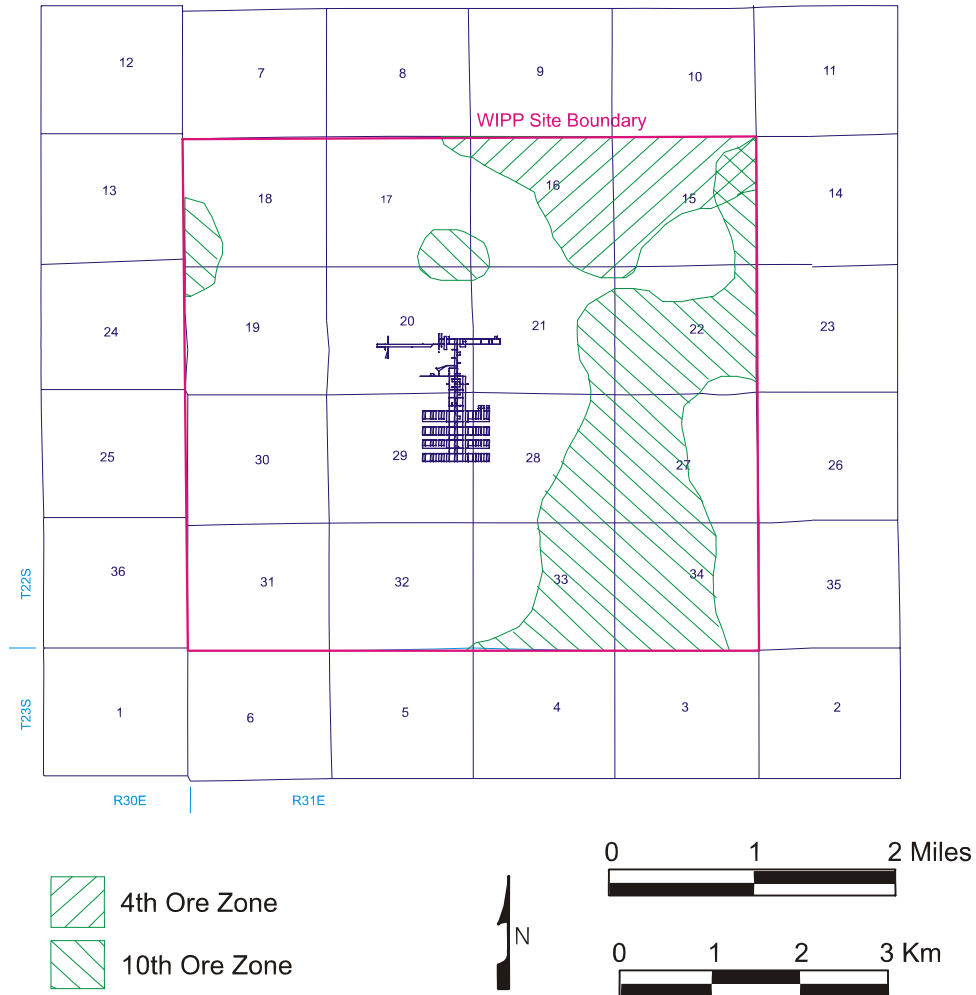 12 7 8 9 10 11
WIPP Site Boundary
13 18 17 16 15 14
24 19 20 21 22 23
25 30 29 28 27 26
T22S
36 31 32 33 34 35
T23S
1 6 5 4 3 2
R30E R31E
0 1 2 Miles
4th Ore Zone
N
10th Ore Zone
0 1 2 3 Km